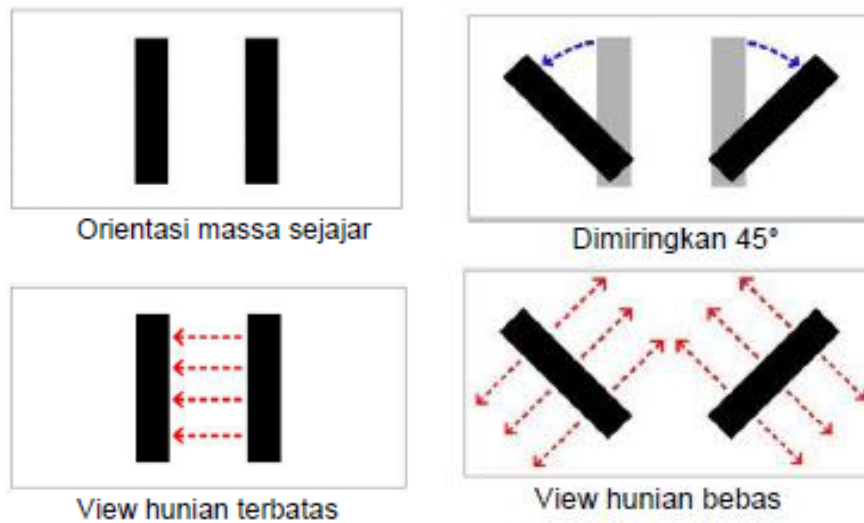 Orientasi massa sejajar
Dimiringkan 45°
View hunian terbatas
View hunian bebas